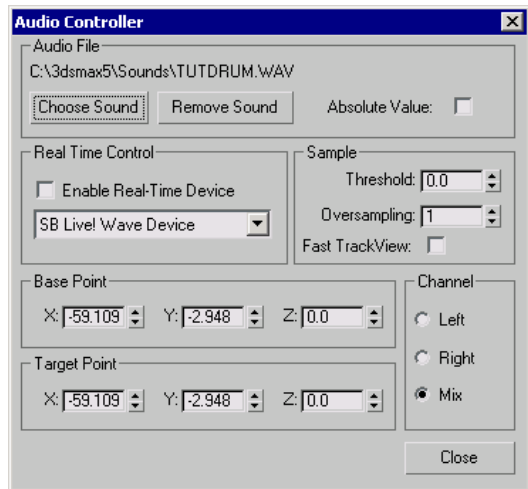 Audio Controller
Audio File
C:\3dsmax5\Sounds\TUTDRUM.WAV
Choose Sound Remove Sound Absolute Value:
Real Time Control
Enable Real-Time Device
SB Live! Wave Device
Sample
Threshold: 0.0
Oversampling: 1
Fast TrackView:
Base Point
X: -59.109 Y: -2.948 Z: 0.0
Target Point
X: -59.109 Y: -2.948 Z: 0.0
Channel
Left
Right
Mix
Close